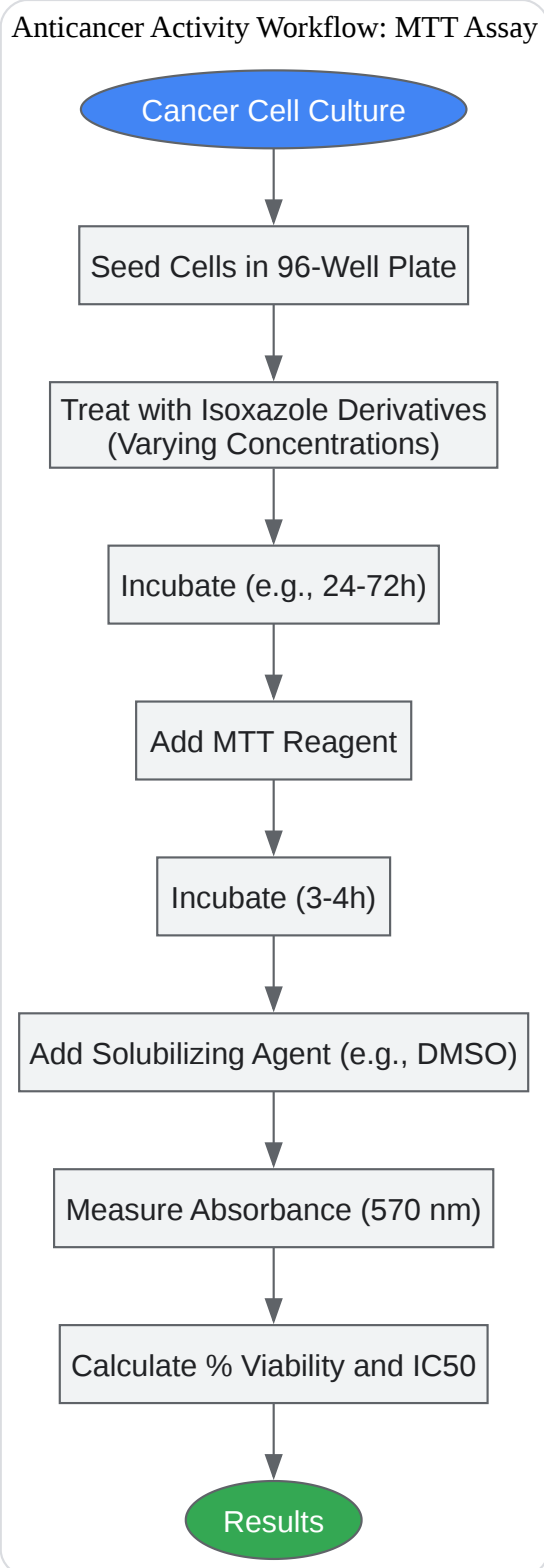 Anticancer Activity Workflow: MTT Assay
Cancer Cell Culture
Seed Cells in 96-Well Plate
Treat with Isoxazole Derivatives
(Varying Concentrations)
Incubate (e.g., 24-72h)
Add MTT Reagent
Incubate (3-4h)
Add Solubilizing Agent (e.g., DMSO)
Measure Absorbance (570 nm)
Calculate % Viability and IC50
Results